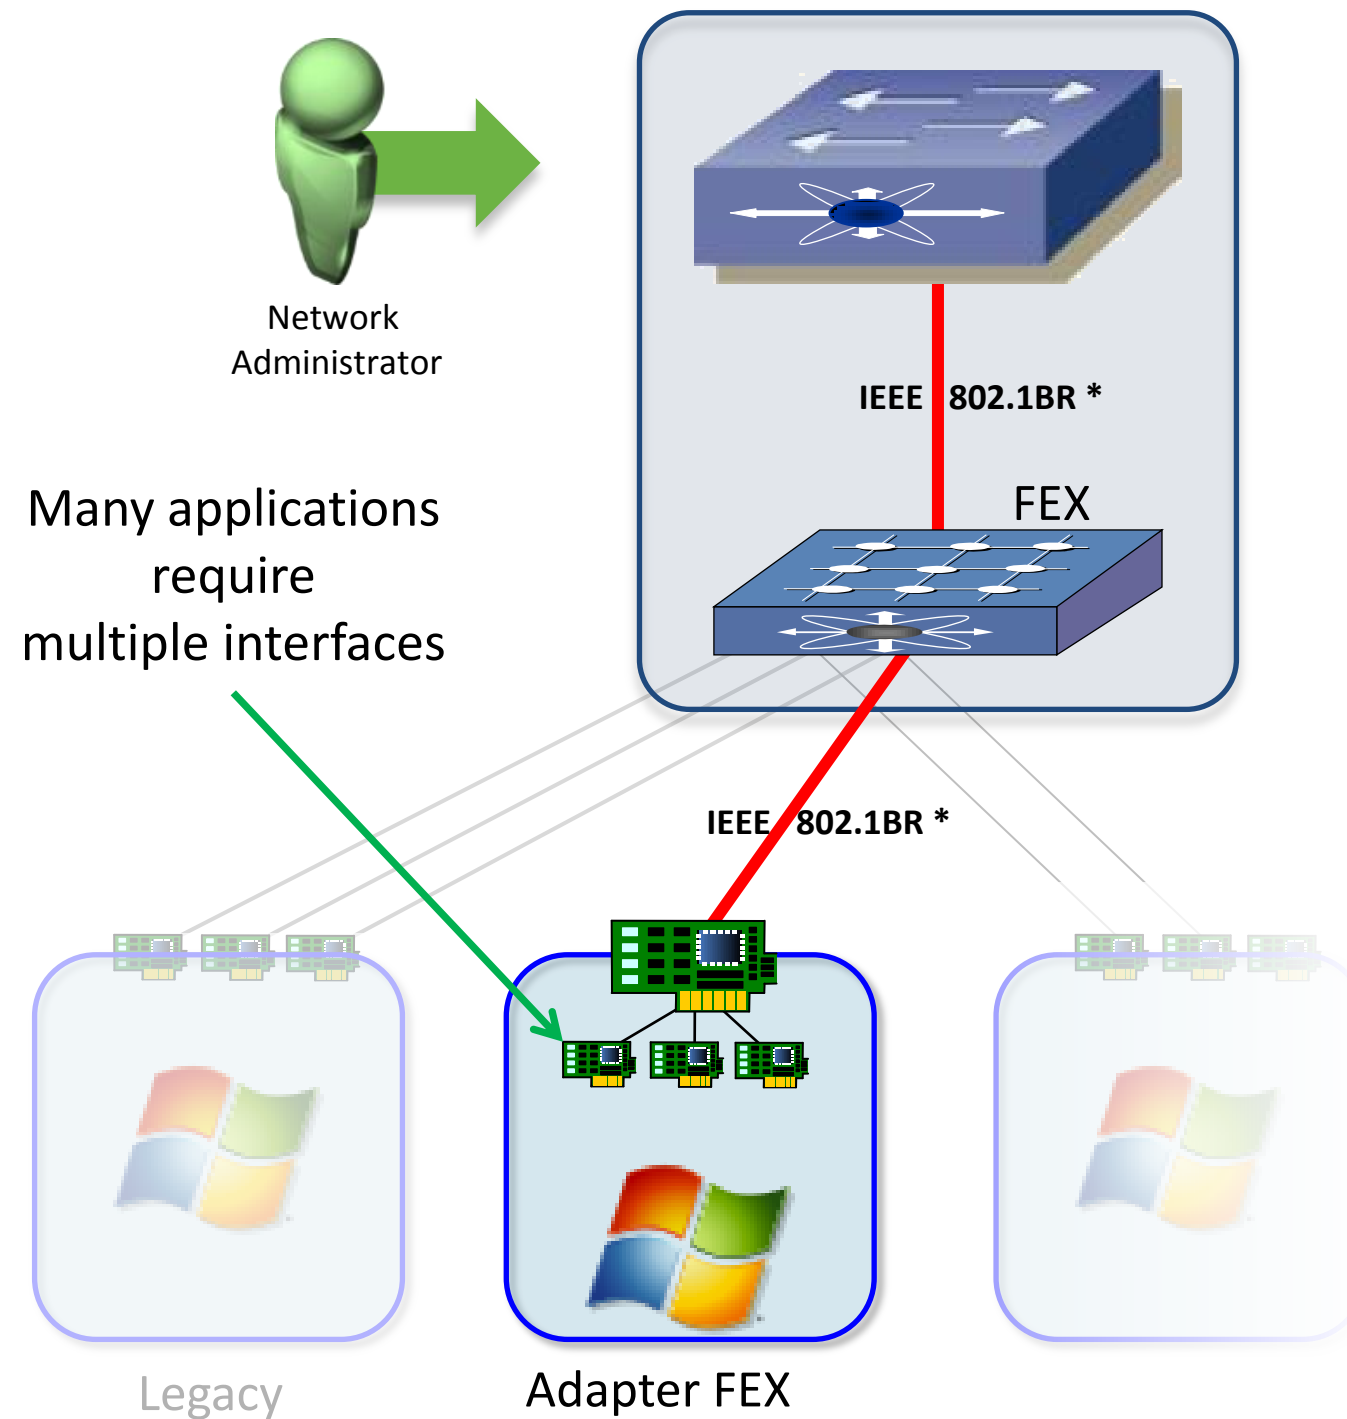 Network
Administrator
IEEE 802.1BR *
FEX
Many applications
require
multiple interfaces
IEEE 802.1BR *
Legacy
Adapter FEX